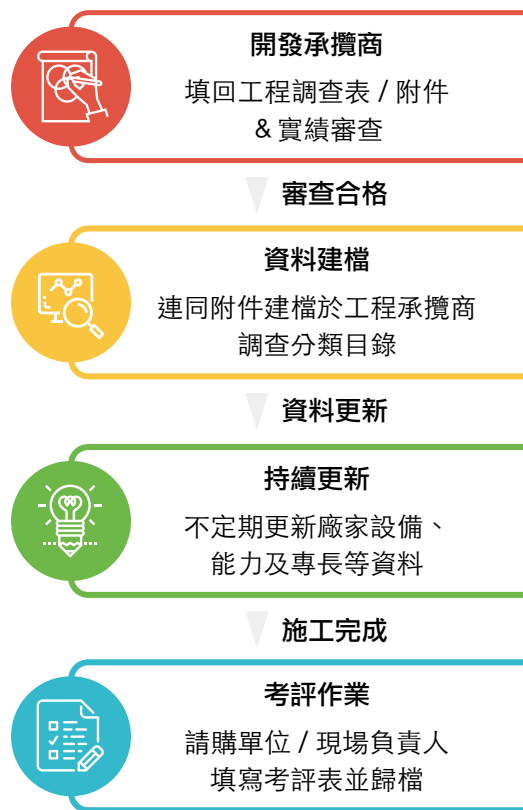 開發承攬商
填回工程調查表 / 附件
& 實績審查
審查合格
資料建檔
連同附件建檔於工程承攬商
調查分類目錄
資料更新
持續更新
不定期更新廠家設備、
能力及專長等資料
施工完成
考評作業
請購單位 / 現場負責人
填寫考評表並歸檔